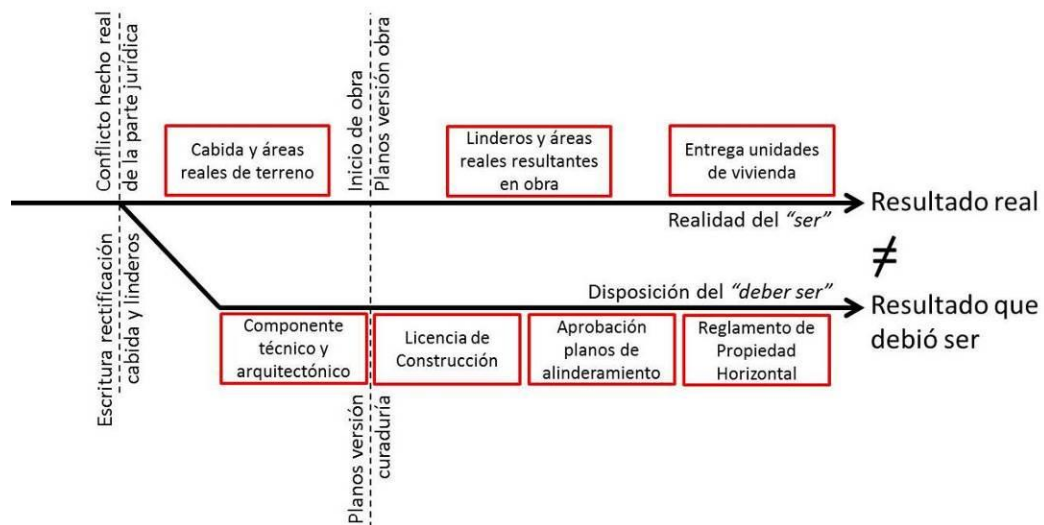 Conflicto hecho real
de la parte jurídica
Inicio de obra
Planos versión obra
Cabida y áreas
reales de terreno
Linderos y áreas
reales resultantes
en obra
Entrega unidades
de vivienda
Realidad del “ser”
Resultado real
≠
Escritura rectificación
cabida y linderos
Disposición del “deber ser”
Resultado que
debió ser
Componente
técnico y
arquitectónico
Licencia de
Construcción
Aprobación
planos de
alinderamiento
Reglamento de
Propiedad
Horizontal
Planos versión
curaduría